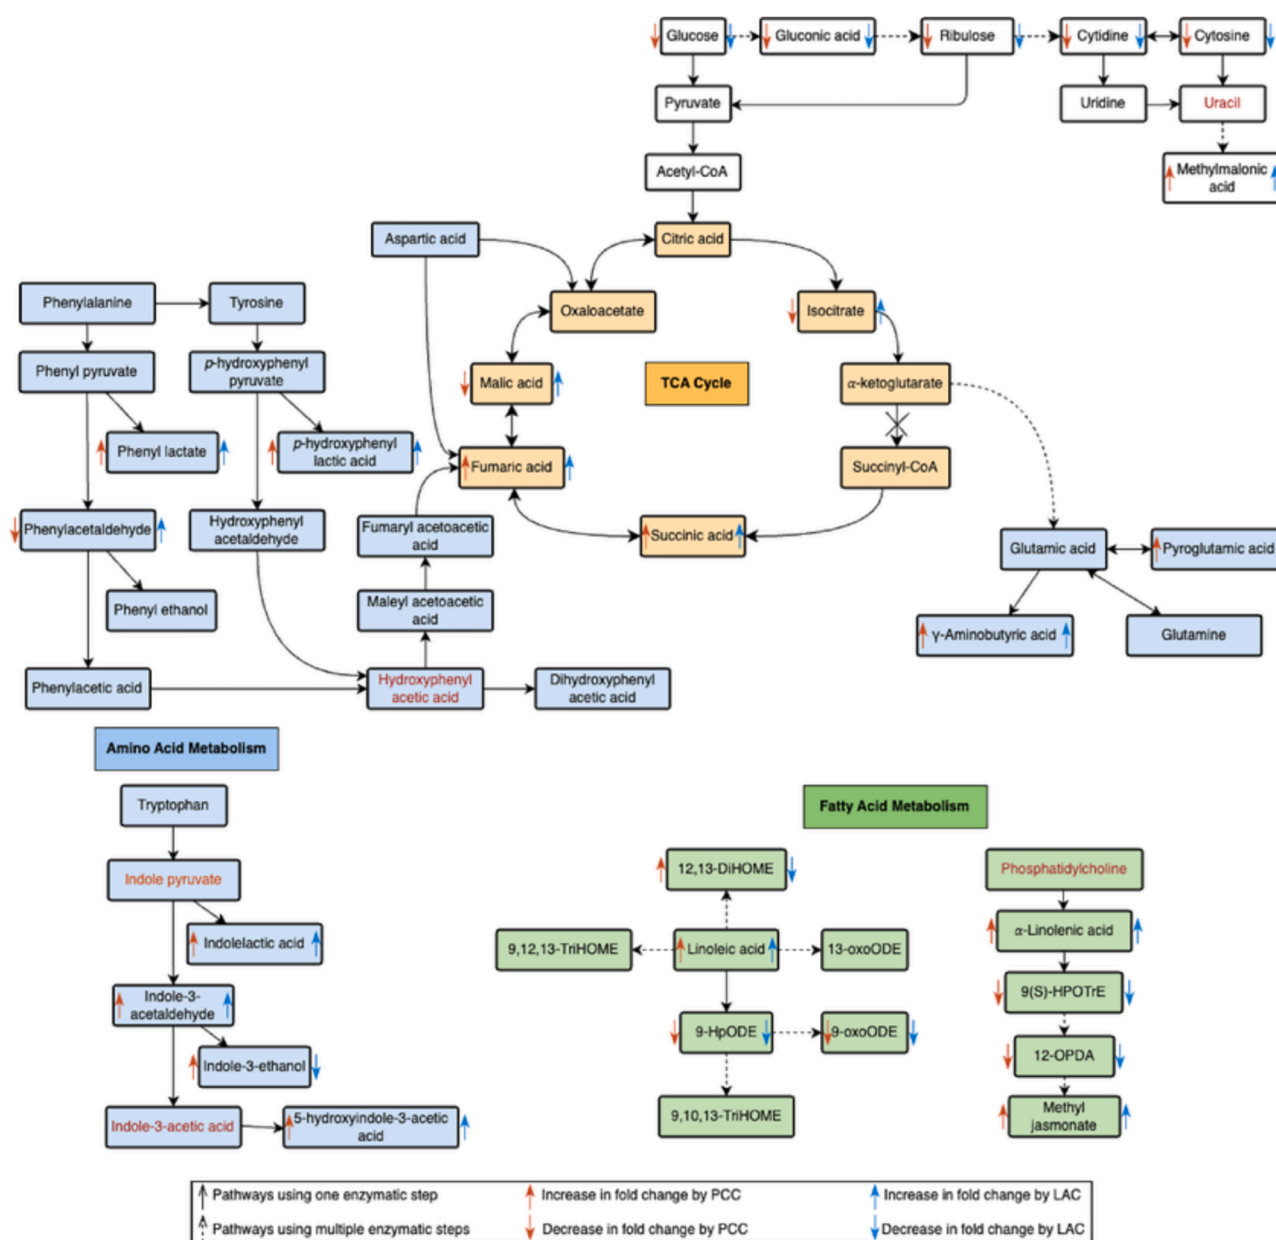 Glucose
Gluconic acid
Ribulose
Cytidine
Cytosine
Pyruvate
Uridine
Uracil
Acetyl-CoA
Methylmalonic
acid
Aspartic acid
Citric acid
Phenylalanine
Tyrosine
Oxaloacetate
Isocitrate
Phenyl pyruvate
p-hydroxyphenyl
pyruvate
Malic acid
TCA Cycle
α-ketoglutarate
Phenyl lactate
p-hydroxyphenyl
lactic acid
Fumaric acid
Succinyl-CoA
Phenylacetaldehyde
Hydroxyphenyl
acetaldehyde
Fumaryl acetoacetic
acid
Succinic acid
Glutamic acid
Pyroglutamic acid
Phenyl ethanol
Maleyl acetoacetic
acid
γ-Aminobutyric acid
Glutamine
Phenylacetic acid
Hydroxyphenyl
acetic acid
Dihydroxyphenyl
acetic acid
Amino Acid Metabolism
Tryptophan
Indole pyruvate
Indolelactic acid
Indole-3-
acetaldehyde
Indole-3-ethanol
Indole-3-acetic acid
5-hydroxyindole-3-acetic
acid
Fatty Acid Metabolism
12,13-DiHOME
Phosphatidylcholine
9,12,13-TriHOME
Linoleic acid
13-oxoODE
α-Linolenic acid
9(S)-HPOTrE
9-HpODE
9-oxoODE
12-OPDA
9,10,13-TriHOME
Methyl
jasmonate
Pathways using one enzymatic step
Increase in fold change by PCC
Increase in fold change by LAC
Pathways using multiple enzymatic steps
Decrease in fold change by PCC
Decrease in fold change by LAC